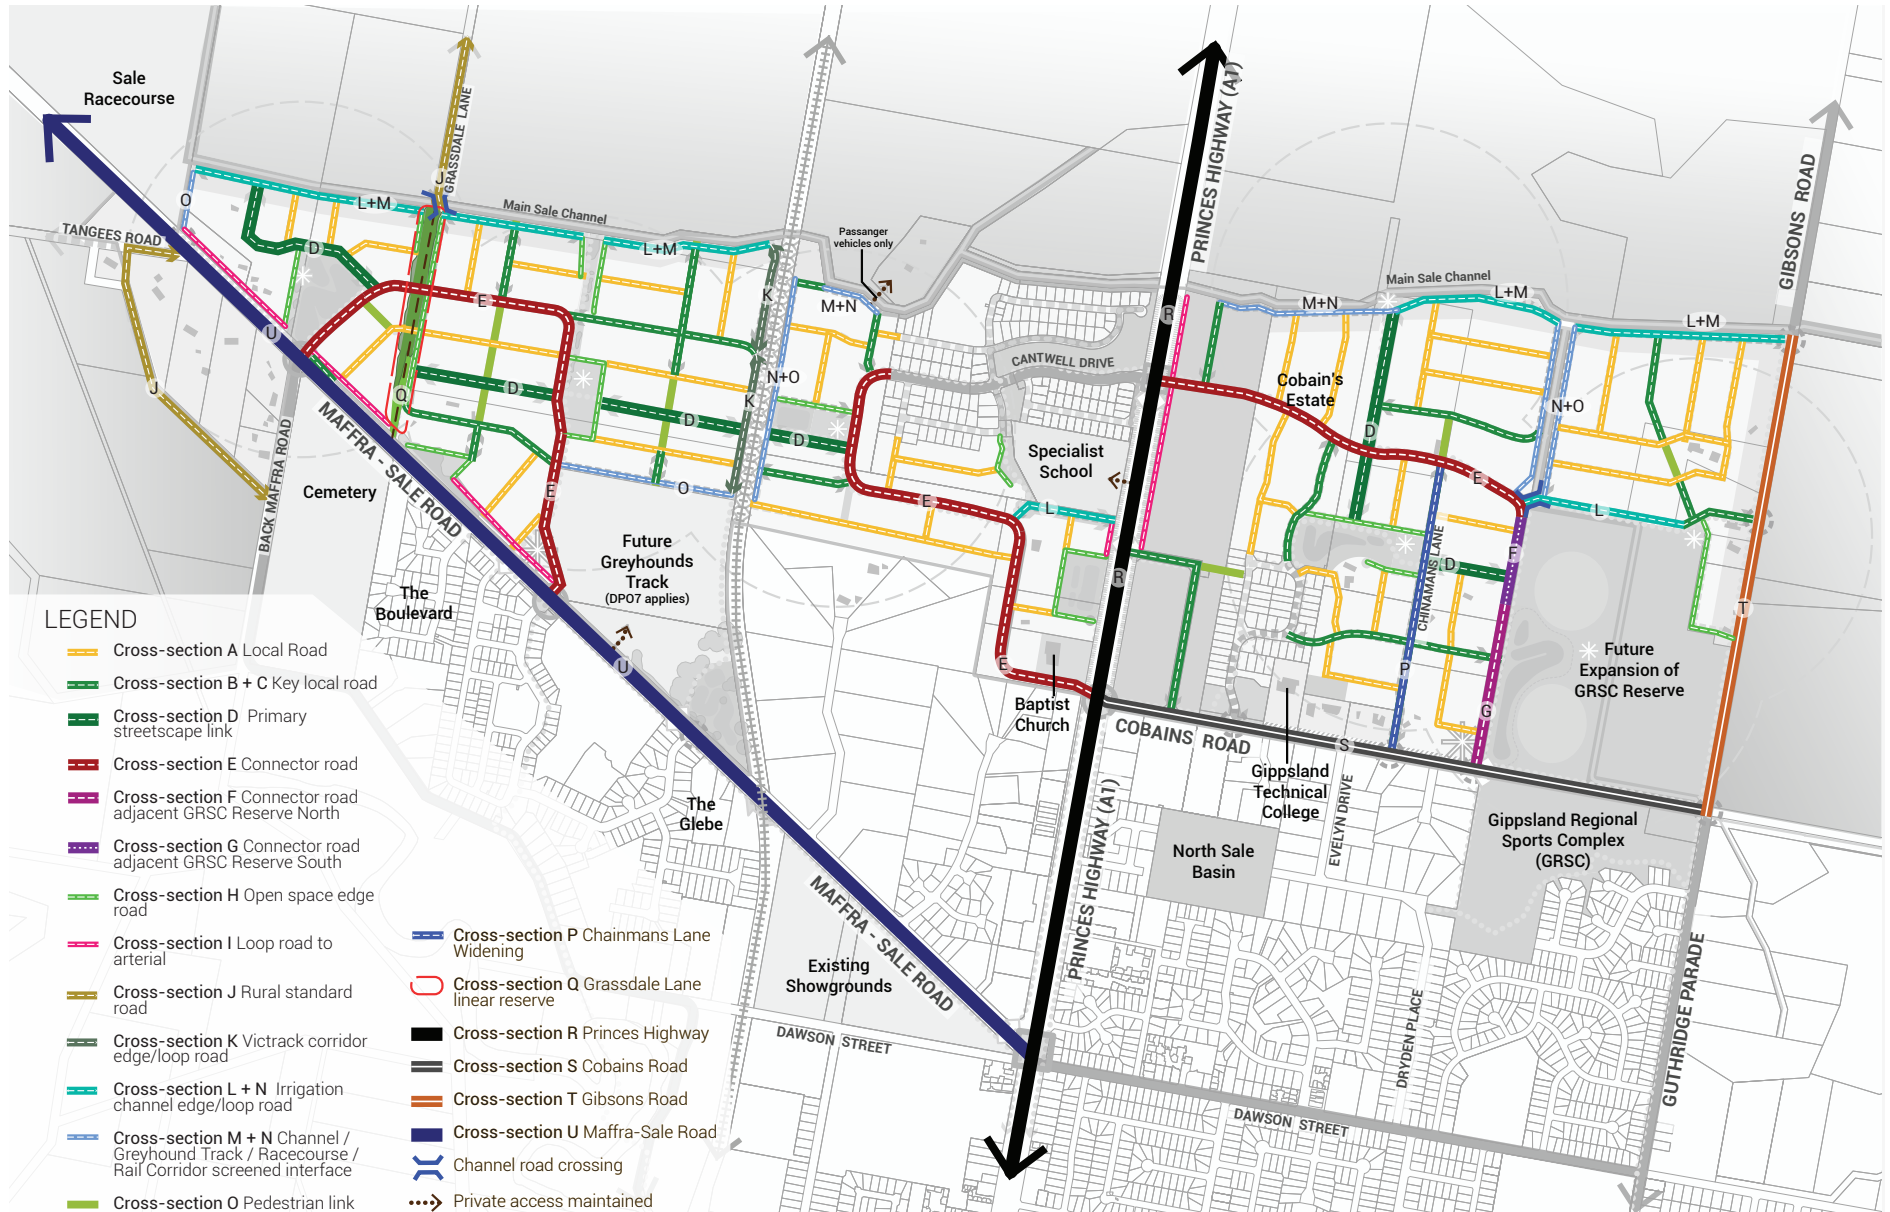 Sale
Racecourse
GRASSDALE LANE
J
O
L+M
Main Sale Channel
TANGEES ROAD
D
L+M
Passanger
vehicles only
PRINCES HIGHWAY (A1)
GIBSONS ROAD
Main Sale Channel
L+M
M+N
L+M
E
K
M+N
R
U
CANTWELL DRIVE
J
Q
D
N+O
K
D
D
Cobain's
Estate
N+O
D
MAFFRA - SALE ROAD
BACK MAFFRA ROAD
Cemetery
E
O
E
Specialist
School
L
E
L
Future
Greyhounds
Track
(DPO7 applies)
The
Boulevard
R
CHINAMANS LANE
D
F
T
U
E
P
G
Future
Expansion of
GRSC Reserve
Baptist
Church
COBAINS ROAD
S
Gippsland
Technical
College
EVELYN DRIVE
The
Glebe
PRINCES HIGHWAY (A1)
North Sale
Basin
Gippsland Regional
Sports Complex
(GRSC)
MAFFRA - SALE ROAD
Existing
Showgrounds
DAWSON STREET
DRYDEN PLACE
DAWSON STREET
GUTHRIDGE PARADE
LEGEND
Cross-section A Local Road
Cross-section B + C Key local road
Cross-section D Primary
streetscape link
Cross-section E Connector road
Cross-section F Connector road
adjacent GRSC Reserve North
Cross-section G Connector road
adjacent GRSC Reserve South
Cross-section H Open space edge
road
Cross-section I Loop road to
arterial
Cross-section J Rural standard
road
Cross-section K Victrack corridor
edge/loop road
Cross-section L + N Irrigation
channel edge/loop road
Cross-section M + N Channel /
Greyhound Track / Racecourse /
Rail Corridor screened interface
Cross-section O Pedestrian link
Cross-section P Chainmans Lane
Widening
Cross-section Q Grassdale Lane
linear reserve
Cross-section R Princes Highway
Cross-section S Cobains Road
Cross-section T Gibsons Road
Cross-section U Maffra-Sale Road
Channel road crossing
Private access maintained